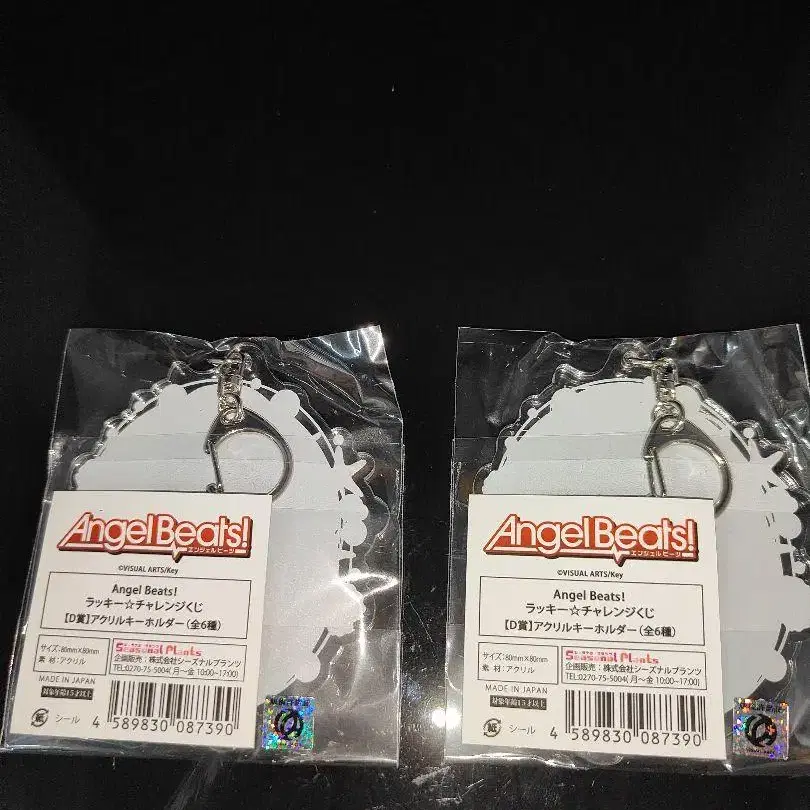 Angel Beats!
エンジェルビーツ
©VISUAL ARTS/Key
Angel Beats!
ラッキー☆チャレンジくじ
【D賞】アクリルキーホルダー(全6種)
サイズ:80mm×80mm
素 材:アクリル
Seasonal Plants
企画販売:株式会社シーズナルプランツ
TEL:0270-75-5004(月~金 10:00~17:00)
MADE IN JAPAN
対象年齢15才以上
シール
4 589830 087390
Angel Beats!
エンジェルビーツ
©VISUAL ARTS/Key
Angel Beats!
ラッキー☆チャレンジくじ
【D賞】アクリルキーホルダー(全6種)
サイズ:80mm×80mm
素 材:アクリル
Seasonal Plants
企画販売:株式会社シーズナルプランツ
TEL:0270-75-5004(月~金 10:00~17:00)
MADE IN JAPAN
対象年齢15才以上
シール
4 589830 087390